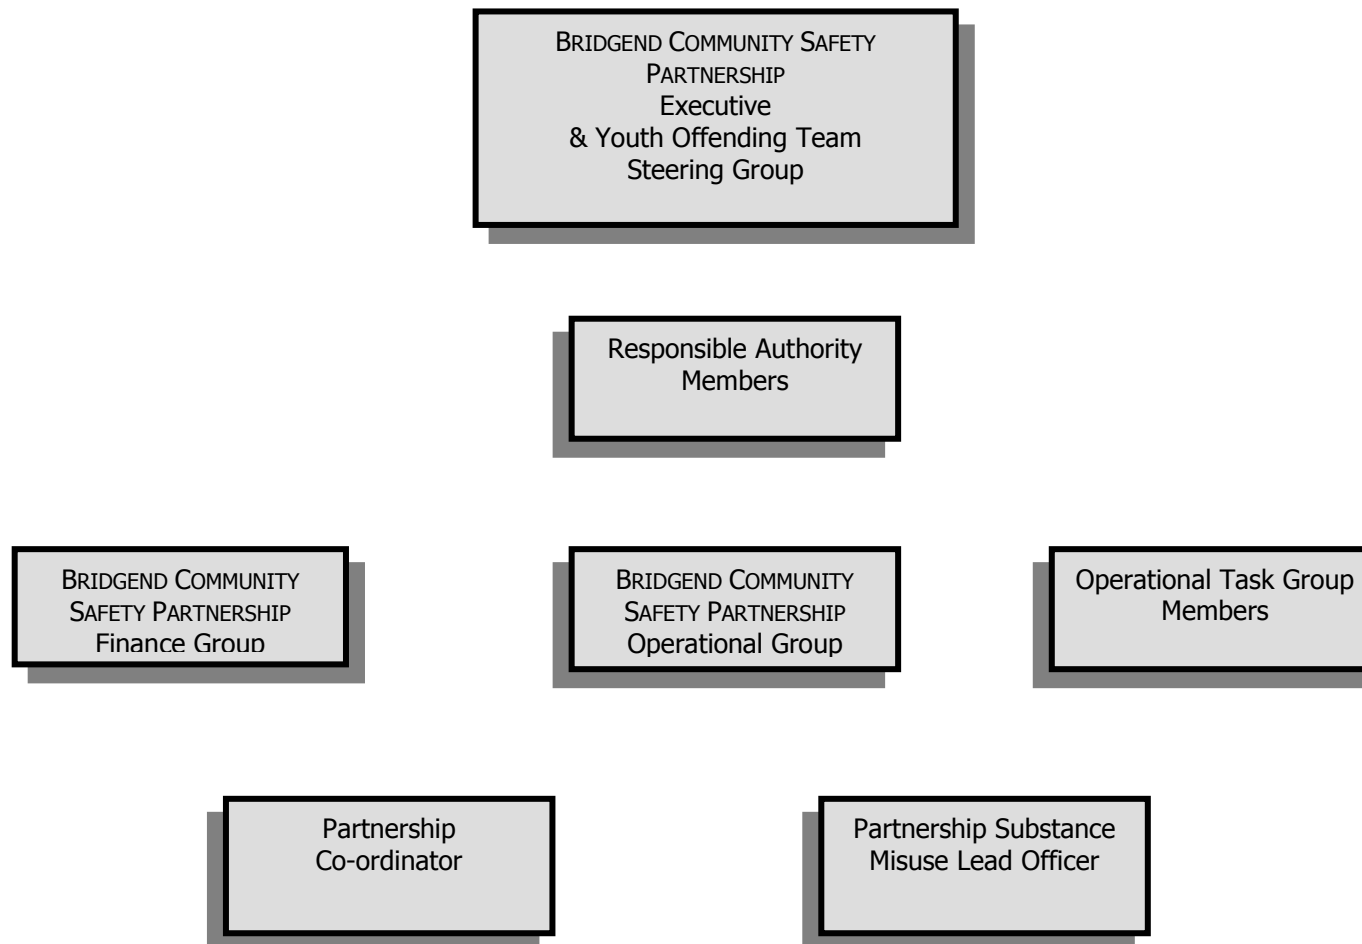 BRIDGEND COMMUNITY SAFETY
PARTNERSHIP
Executive
& Youth Offending Team
Steering Group
Responsible Authority
Members
BRIDGEND COMMUNITY
SAFETY PARTNERSHIP
Finance Group
BRIDGEND COMMUNITY
SAFETY PARTNERSHIP
Operational Group
Operational Task Group
Members
Partnership
Co-ordinator
Partnership Substance
Misuse Lead Officer